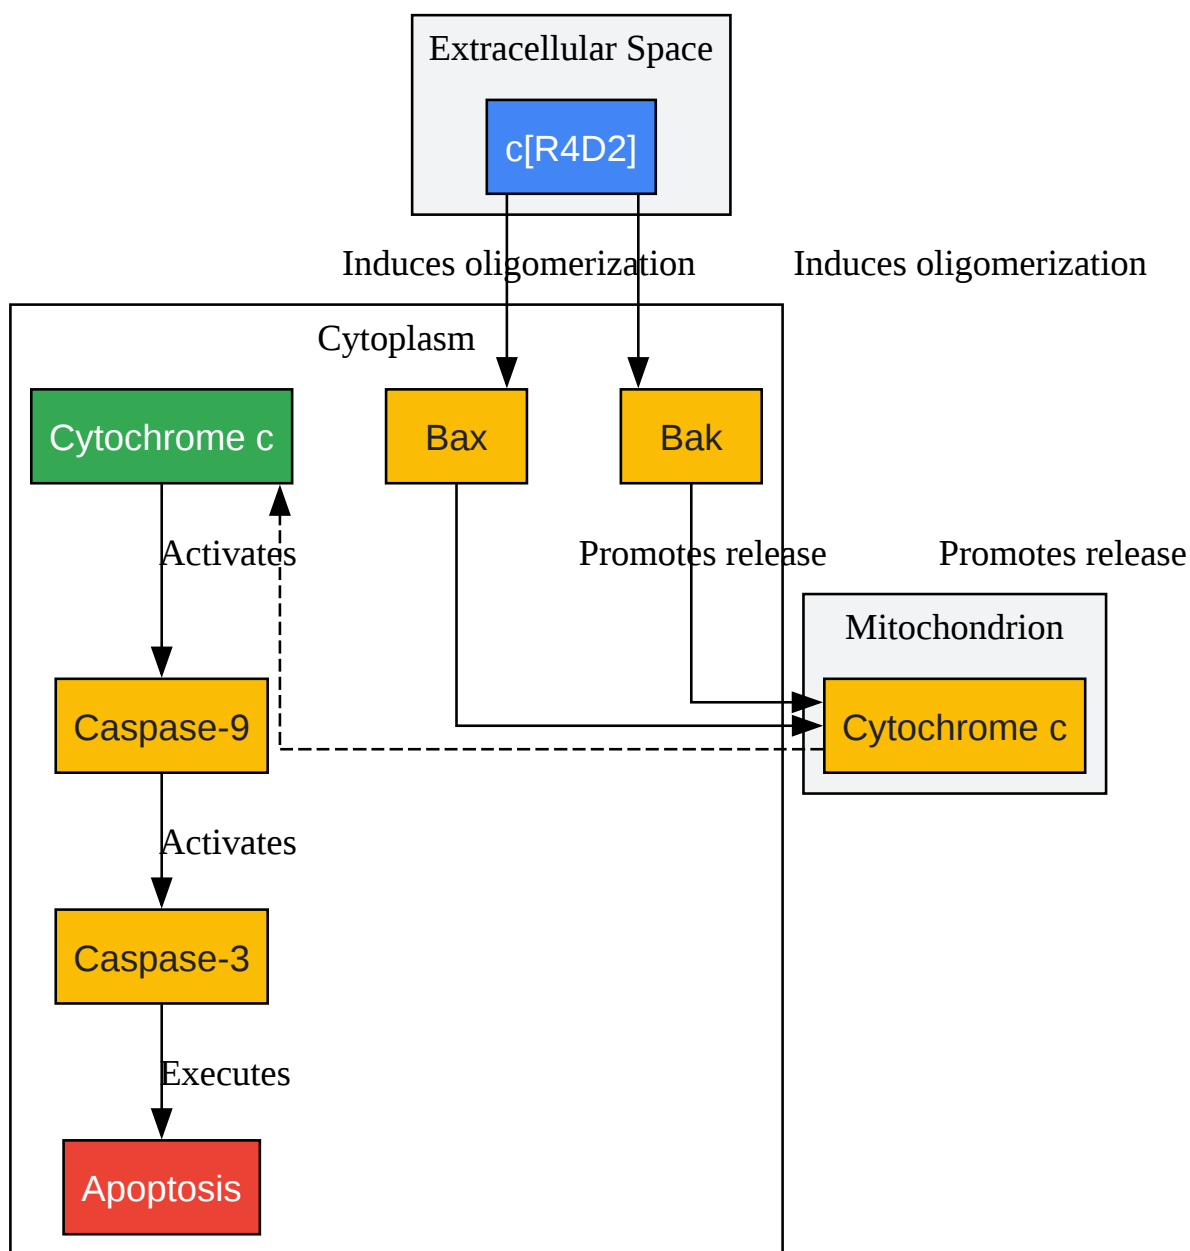 Extracellular Space
c[R4D2]
Induces oligomerization
Induces oligomerization
Cytoplasm
Cytochrome c
Bax
Bak
Activates
Promotes release
Promotes release
Mitochondrion
Caspase-9
Cytochrome c
Activates
Caspase-3
Executes
Apoptosis